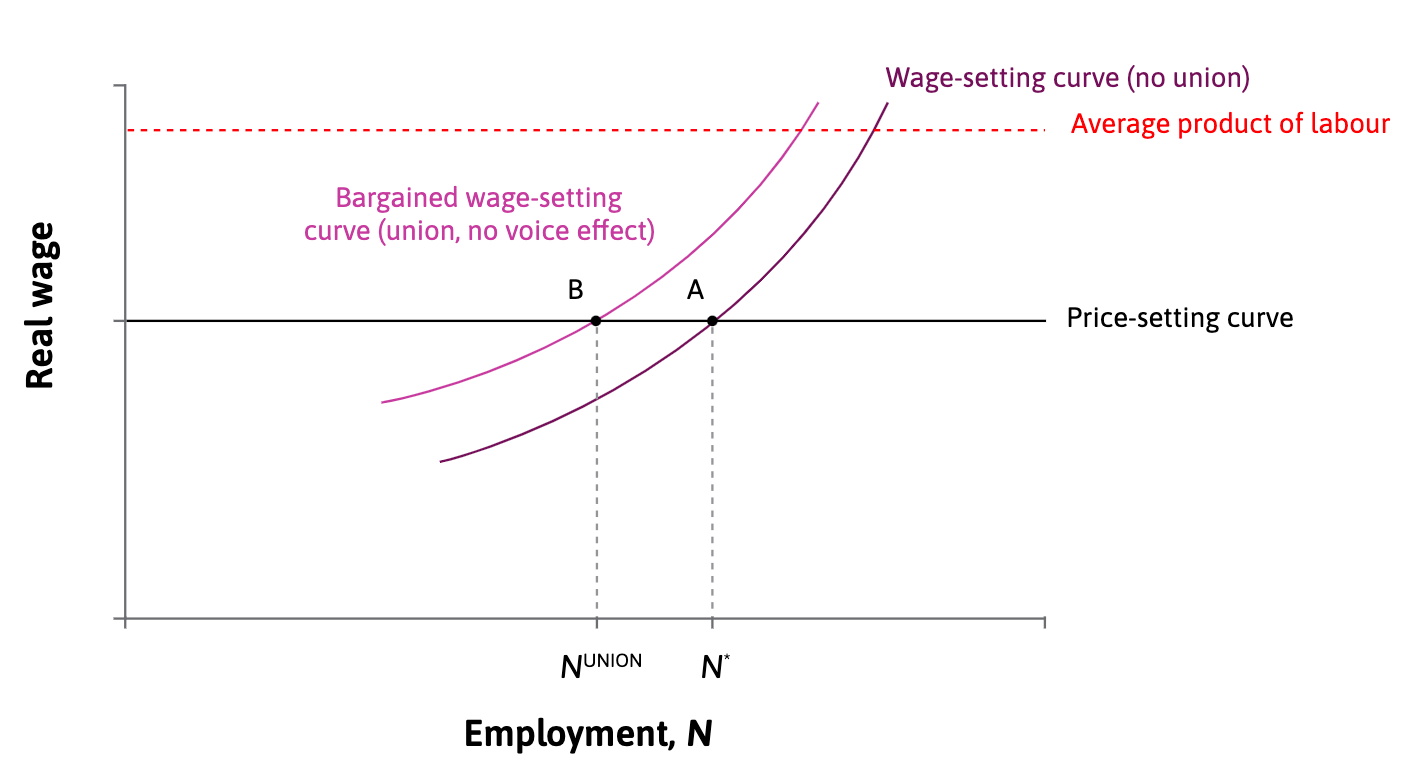 Wage-setting curve (no union)
Average product of labour
Bargained wage-setting
curve (union, no voice effect)
Real wage
B
A
Price-setting curve
N^UNION
N^*
Employment, N